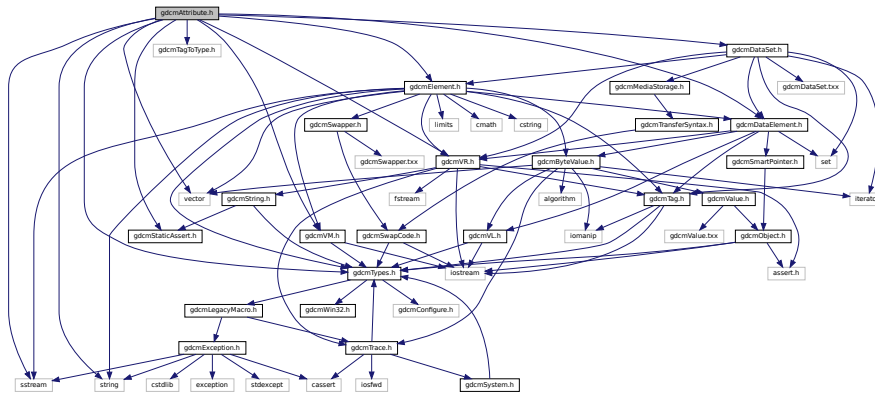 gdcmAttribute.h
gdcmTagToType.h
gdcmDataSet.h
gdcmElement.h
gdcmMediaStorage.h
gdcmDataSet.txx
gdcmSwapper.h
limits
cmath
cstring
gdcmTransferSyntax.h
gdcmDataElement.h
gdcmSwapper.txx
gdcmVR.h
gdcmByteValue.h
gdcmSmartPointer.h
set
vector
gdcmString.h
fstream
algorithm
gdcmTag.h
gdcmValue.h
iterator
gdcmStaticAssert.h
gdcmVM.h
gdcmSwapCode.h
gdcmVL.h
iomanip
gdcmValue.txx
gdcmObject.h
gdcmTypes.h
iostream
assert.h
gdcmLegacyMacro.h
gdcmWin32.h
gdcmConfigure.h
gdcmException.h
gdcmTrace.h
sstream
string
cstdlib
exception
stdexcept
cassert
iosfwd
gdcmSystem.h